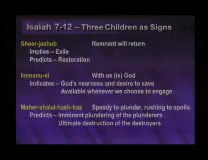 Isaiah 7-12 – Three Children as Signs
Shear-jashub Remnant will return
Implies – Exile
Predicts – Restoration
Immanu-el With us (is) God
Indicates – God's nearness and desire to save
Available whenever we choose to engage
Maher-shalal-hash-baz Speedy to plunder, rushing to spoils.
Predicts – Imminent plundering of the plunderers
Ultimate destruction of the destroyers